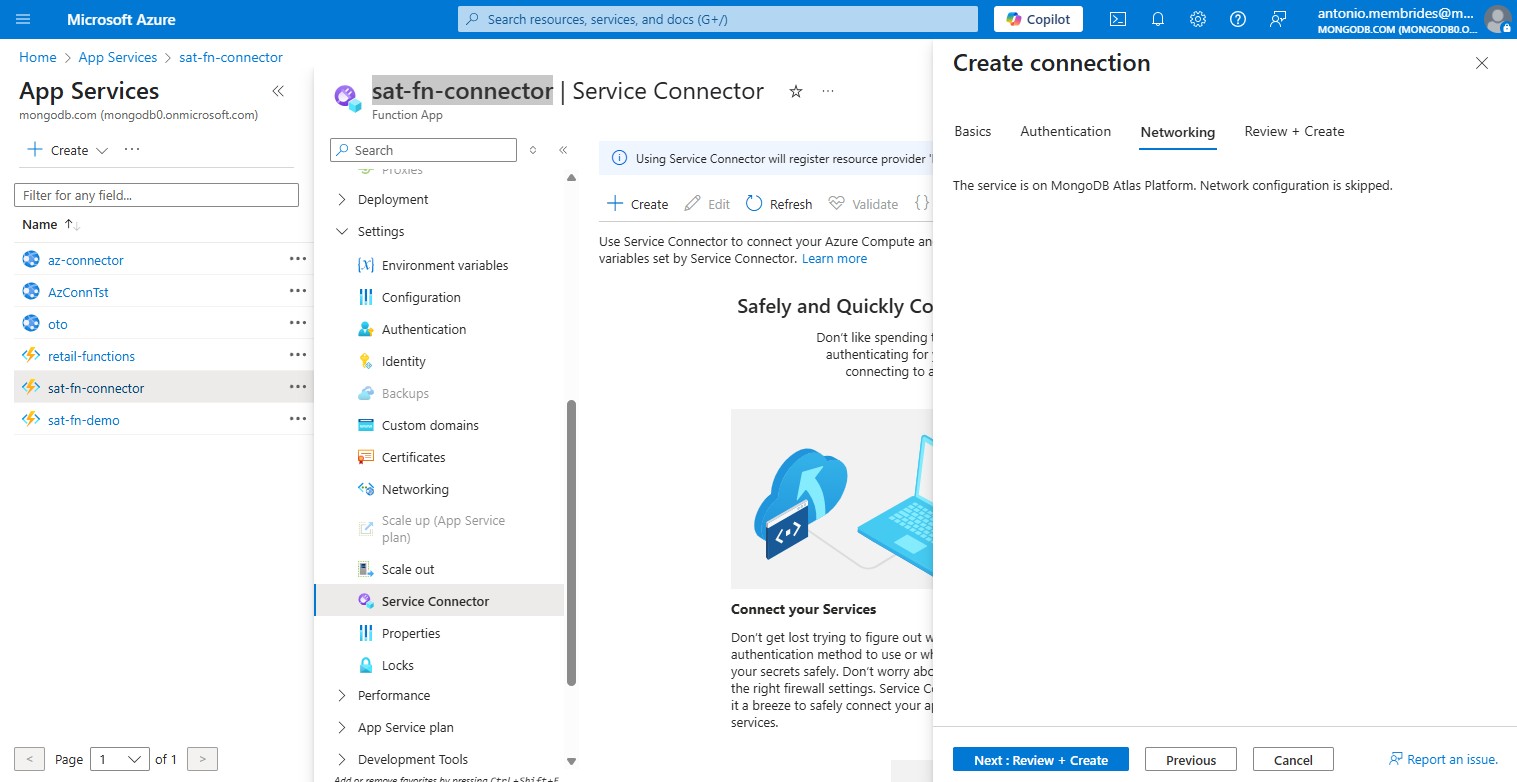 Microsoft Azure
Search resources, services, and docs (G+/)
Copilot
antonio.membrides@m...
MONGODB.COM (MONGODB0.O...
Home > App Services > sat-fn-connector
App Services
mongodb.com (mongodb0.onmicrosoft.com)
Create
Filter for any field...
Name
az-connector
AzConnTst
oto
retail-functions
sat-fn-connector
sat-fn-demo
< Page 1 of 1 >
sat-fn-connector | Service Connector
Function App
Search
Proxies
Deployment
Settings
Environment variables
Configuration
Authentication
Identity
Backups
Custom domains
Certificates
Networking
Scale up (App Service
plan)
Scale out
Service Connector
Properties
Locks
Performance
App Service plan
Development Tools
Add or remove favorites by pressing Ctrl+Shift+F
Using Service Connector will register resource provider '
Create Edit Refresh Validate
Use Service Connector to connect your Azure Compute an
variables set by Service Connector. Learn more
Safely and Quickly Co
Don't like spending t
authenticating for
connecting to a
Connect your Services
Don't get lost trying to figure out w
authentication method to use or wh
your secrets safely. Don't worry abo
the right firewall settings. Service C
it a breeze to safely connect your ap
services.
Create connection
Basics Authentication Networking Review + Create
The service is on MongoDB Atlas Platform. Network configuration is skipped.
Next : Review + Create Previous Cancel Report an issue.